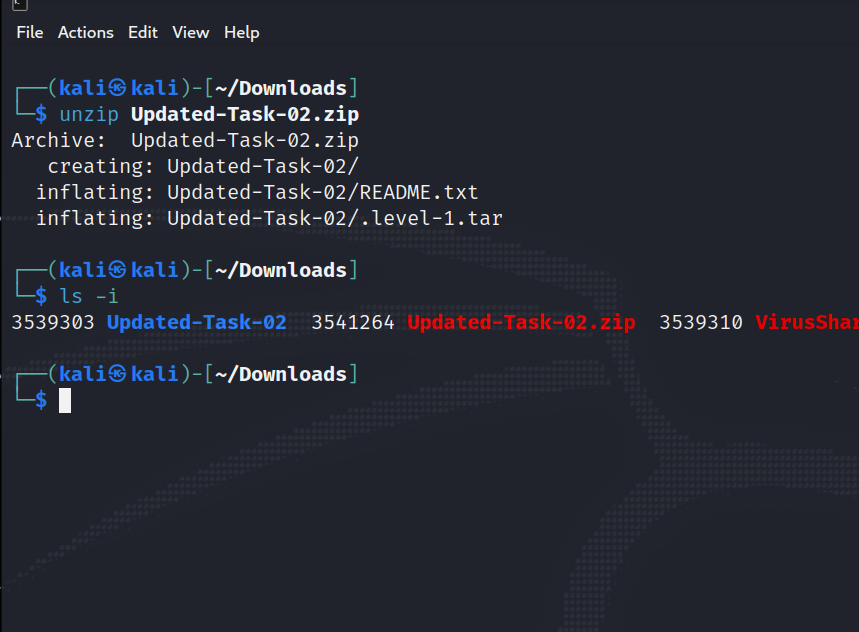 File Actions Edit View Help
┌──(kali㉿kali)-[~/Downloads]
└─$ unzip Updated-Task-02.zip
Archive:  Updated-Task-02.zip
   creating: Updated-Task-02/
  inflating: Updated-Task-02/README.txt
  inflating: Updated-Task-02/.level-1.tar
┌──(kali㉿kali)-[~/Downloads]
└─$ ls -i
3539303 Updated-Task-02  3541264 Updated-Task-02.zip  3539310 VirusShar
┌──(kali㉿kali)-[~/Downloads]
└─$